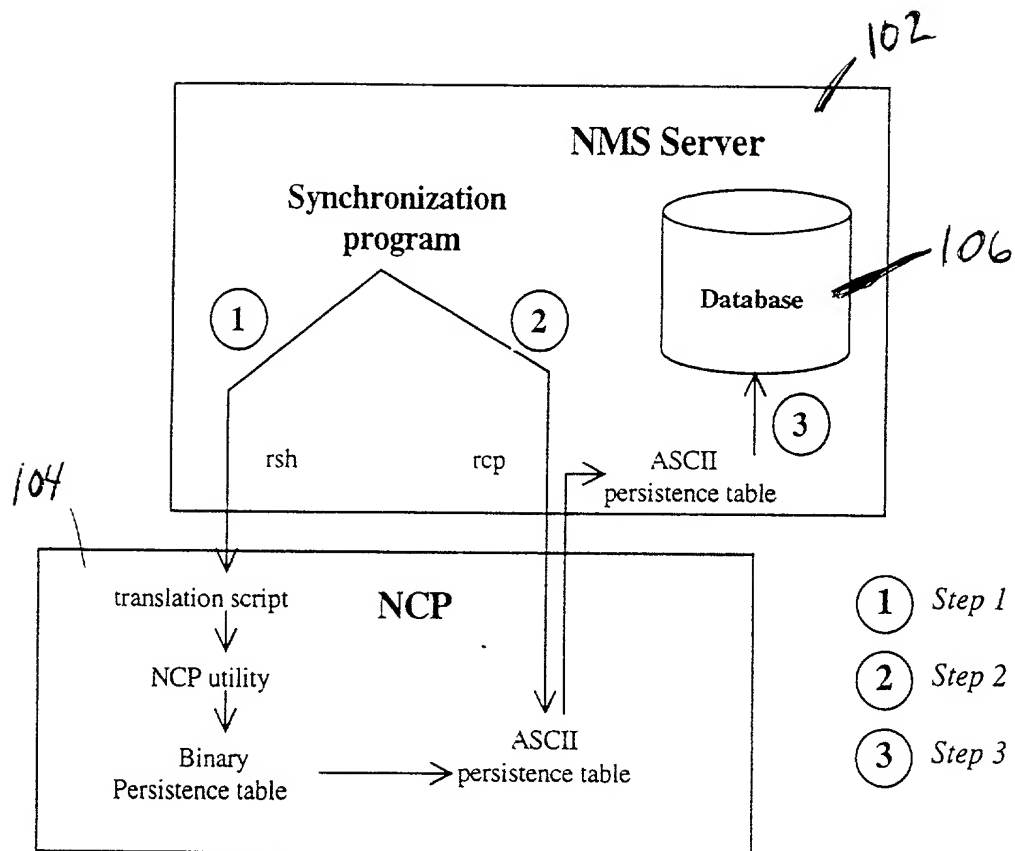 102
NMS Server
Synchronization
program
106
Database
1
2
3
rsh
rcp
ASCII
persistence table
104
translation script
NCP
NCP utility
Binary
Persistence table
ASCII
persistence table
1 Step 1
2 Step 2
3 Step 3